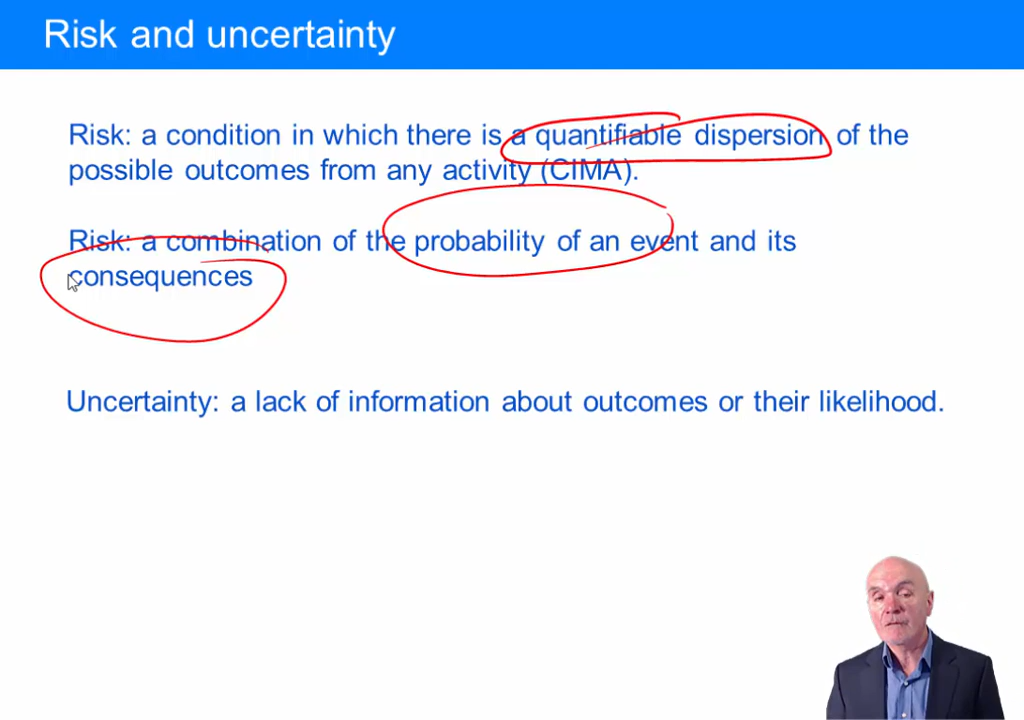 Risk and uncertainty
Risk: a condition in which there is a quantifiable dispersion of the
possible outcomes from any activity (CIMA).
Risk: a combination of the probability of an event and its
consequences
Uncertainty: a lack of information about outcomes or their likelihood.